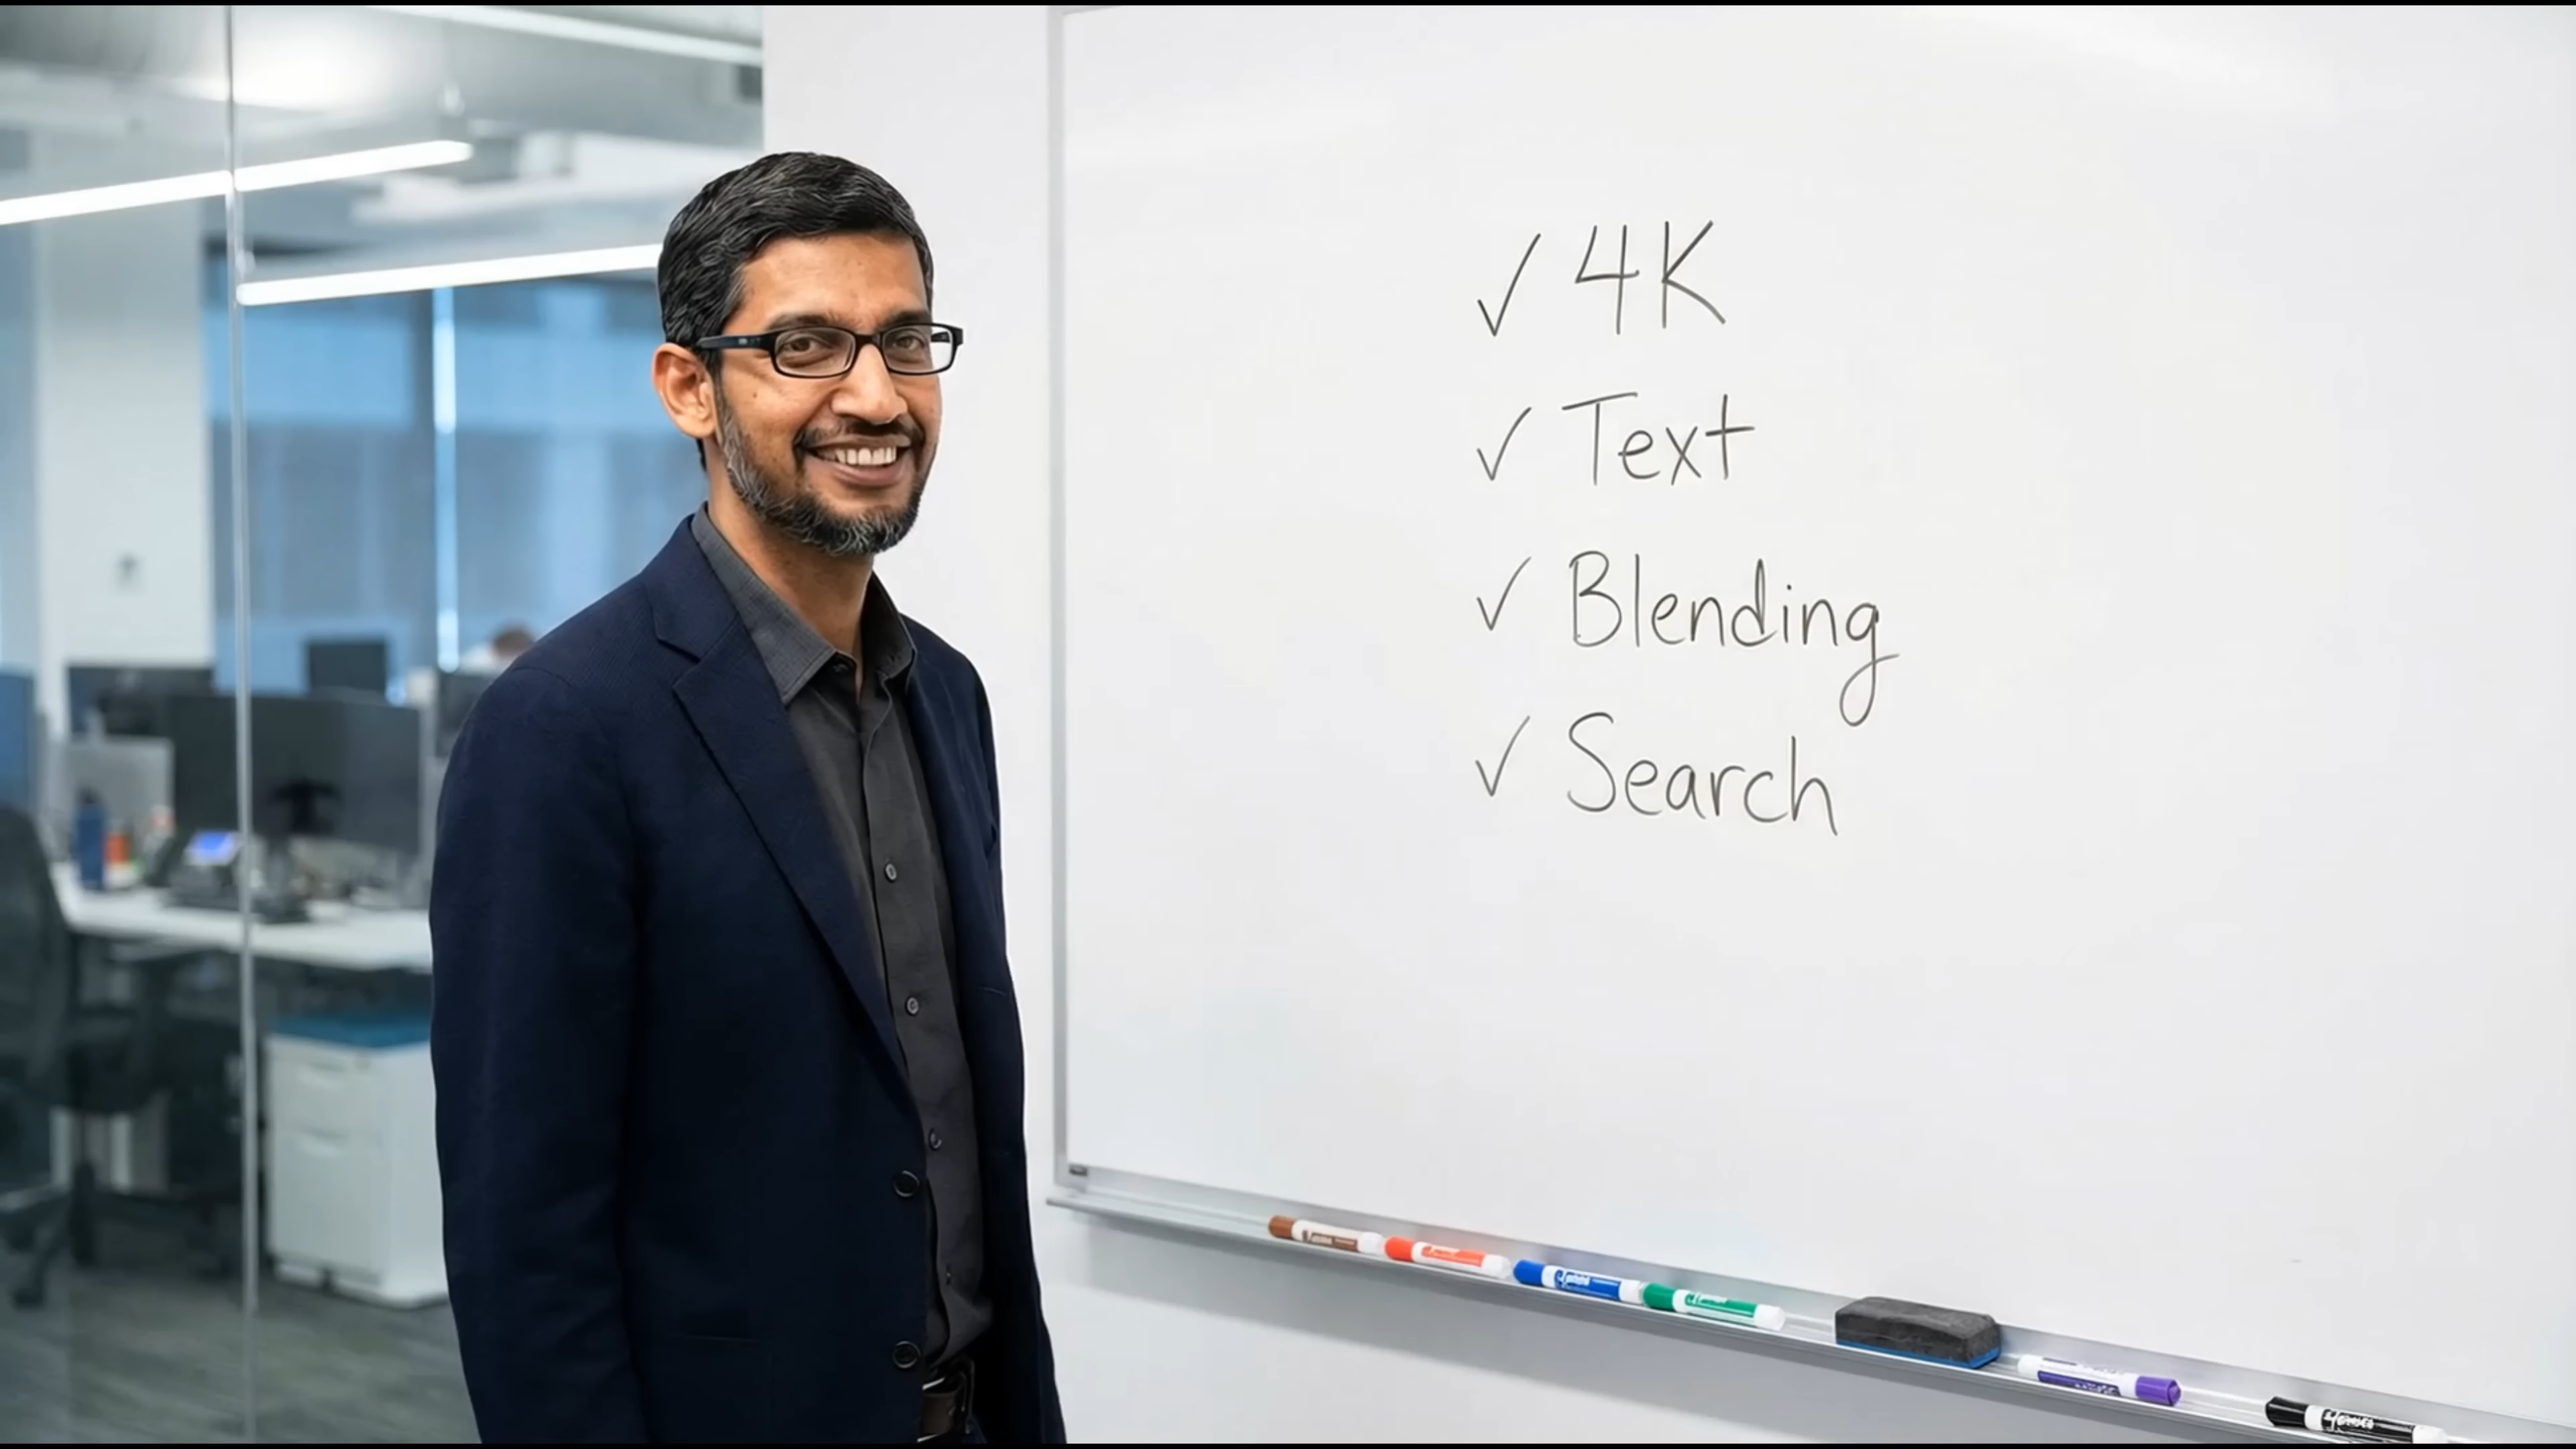 ✓ 4K
✓ Text
✓ Blending
✓ Search